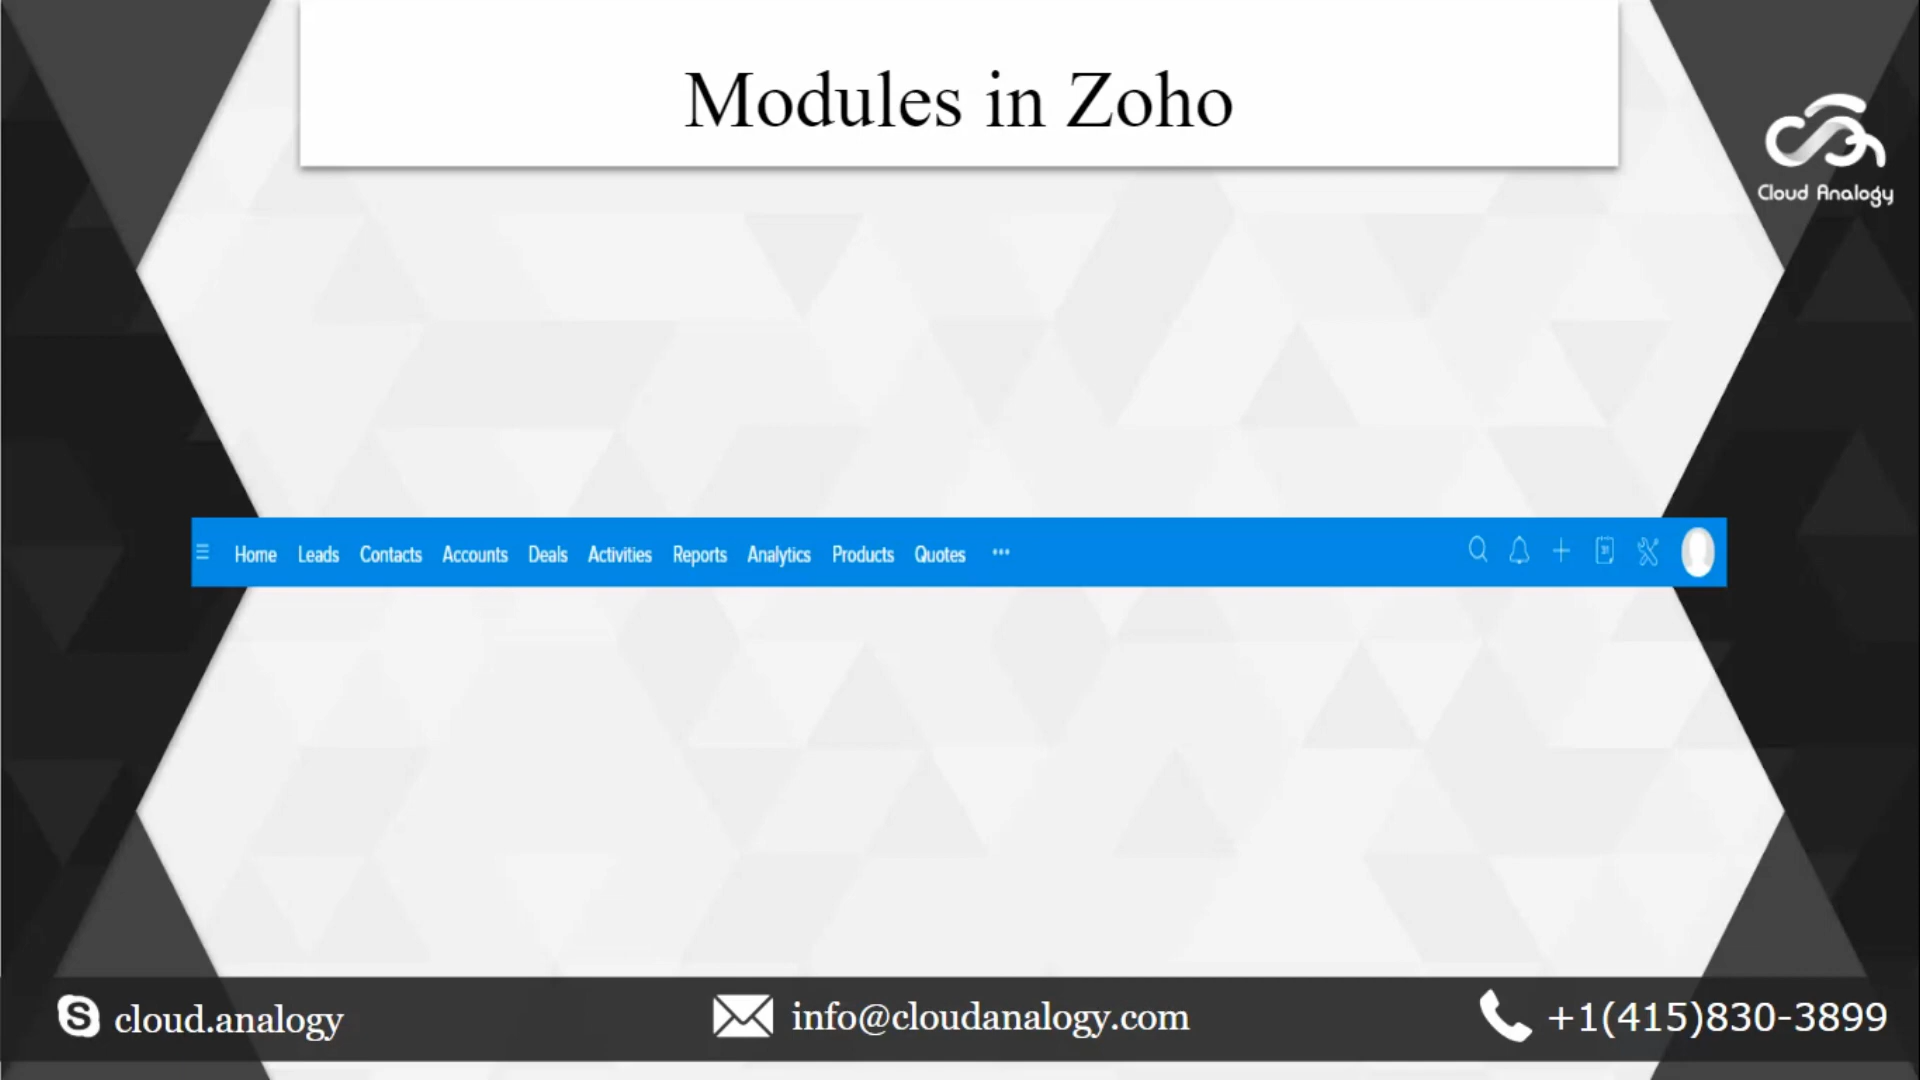 Modules in Zoho
Cloud Analogy
Home Leads Contacts Accounts Deals Activities Reports Analytics Products Quotes •••
cloud.analogy info@cloudanalogy.com +1(415)830-3899